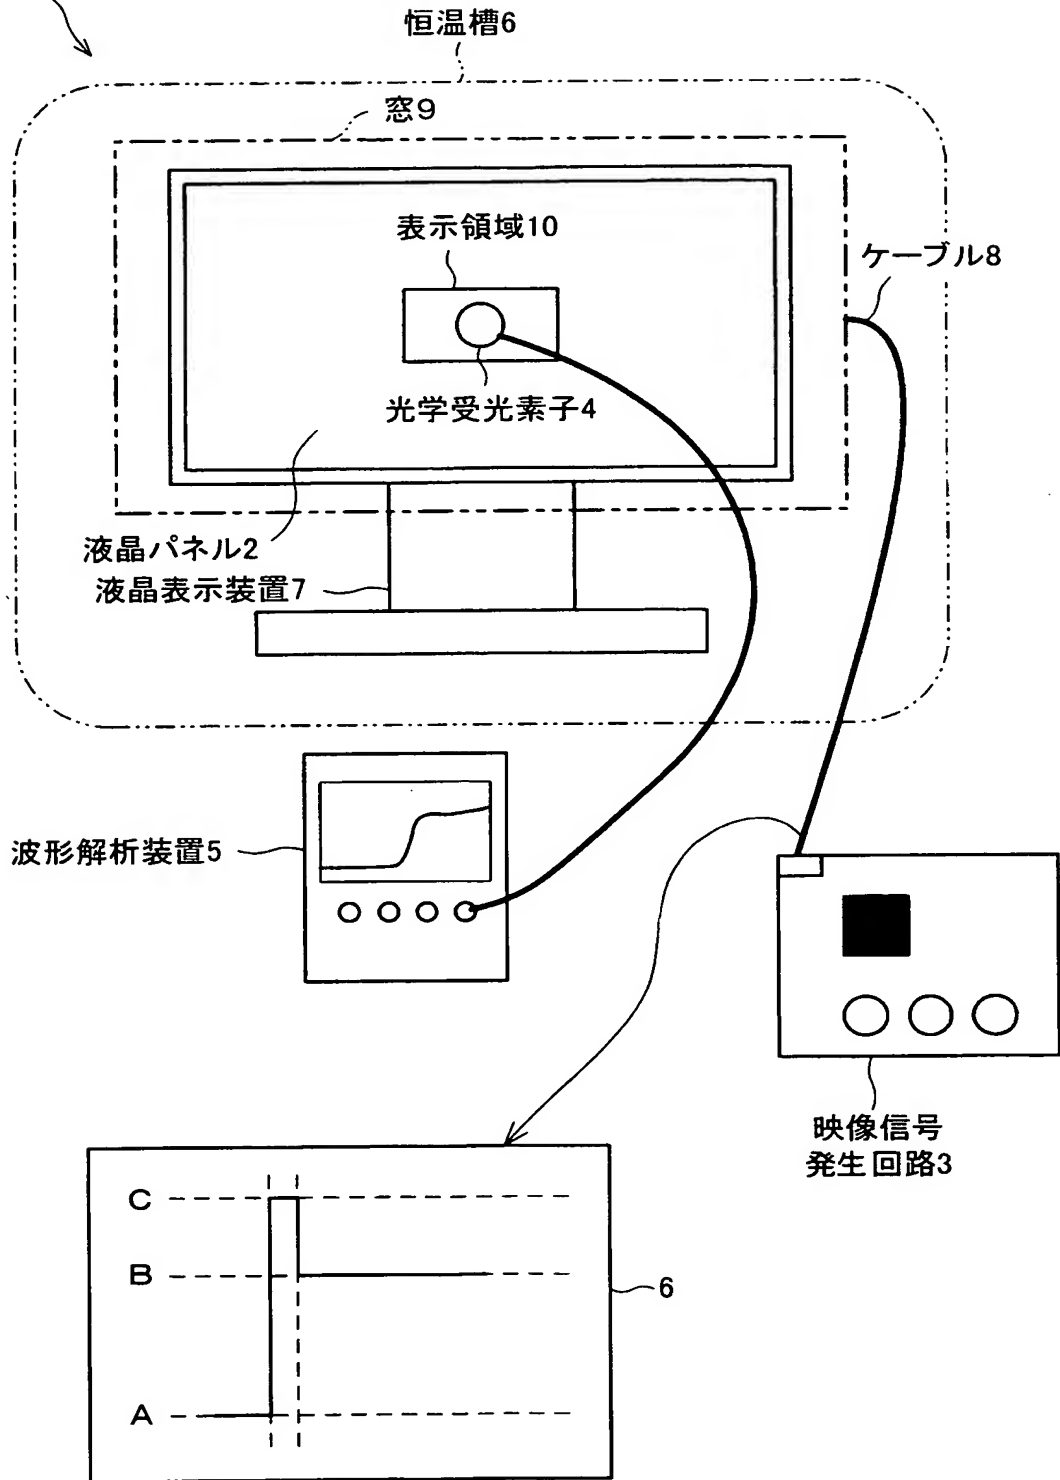 恒温槽6
窓9
表示領域10
ケーブル8
光学受光素子4
液晶パネル2
液晶表示装置7
波形解析装置5
映像信号
発生回路3
C
B
6
A